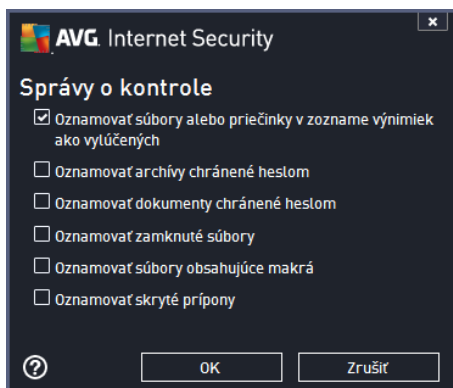 AVG. Internet Security
Správy o kontrole
Oznamovať súbory alebo priečinky v zozname výnimiek
ako vylúčených
Oznamovať archívy chránené heslom
Oznamovať dokumenty chránené heslom
Oznamovať zamknuté súbory
Oznamovať súbory obsahujúce makrá
Oznamovať skryté prípony
OK
Zrušiť